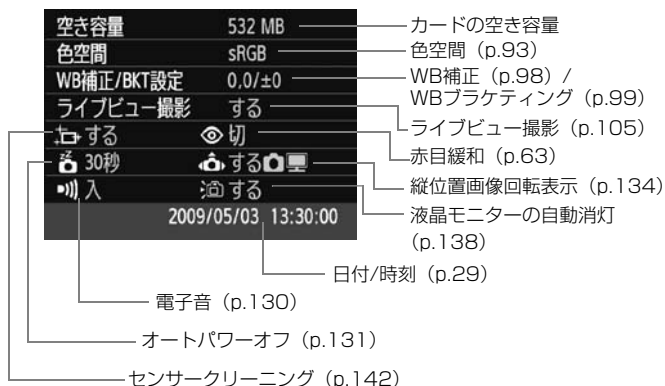 空き容量 532 MB
色空間 sRGB
WB補正/BKT設定 0,0/±0
ライブビュー撮影 する
する 切
30秒 する
入 する
2009/05/03 13:30:00
カードの空き容量
色空間（p.93）
WB補正（p.98）/
WBブラケティング（p.99）
ライブビュー撮影（p.105）
赤目緩和（p.63）
縦位置画像回転表示（p.134）
液晶モニターの自動消灯
（p.138）
日付/時刻（p.29）
電子音（p.130）
オートパワーオフ（p.131）
センサークリーニング（p.142）